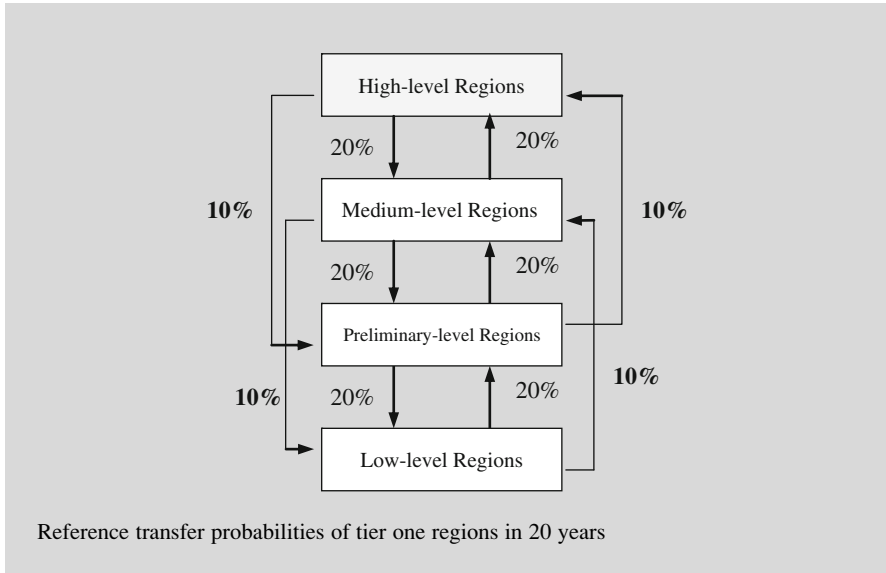 High-level Regions
20%
20%
Medium-level Regions
10%
10%
20%
20%
Preliminary-level Regions
10%
20%
20%
10%
Low-level Regions
Reference transfer probabilities of tier one regions in 20 years